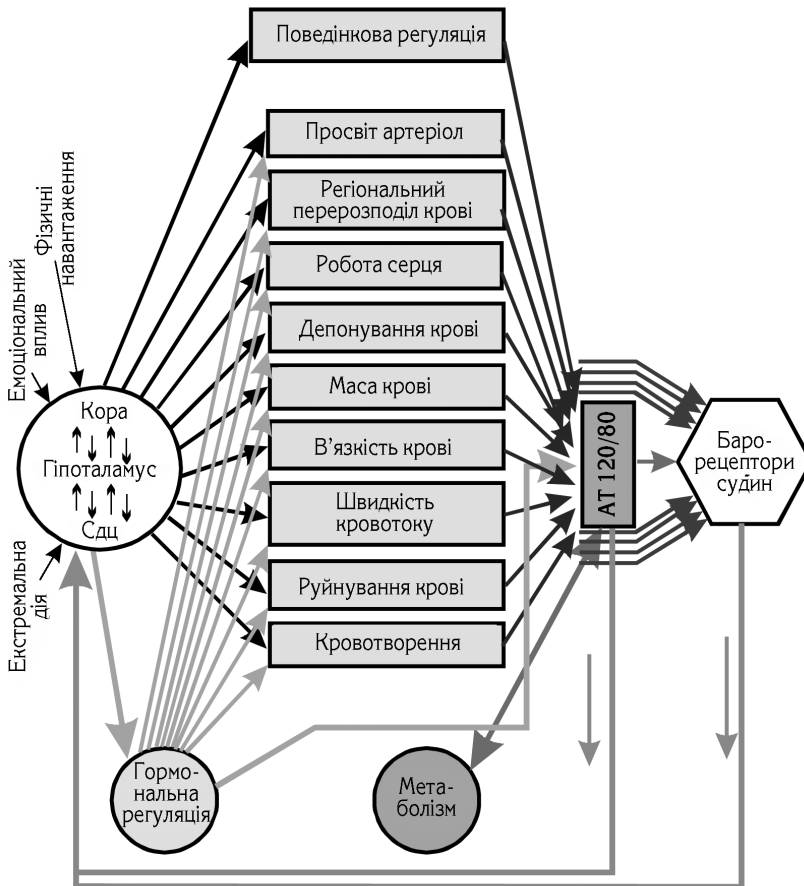 Поведінкова регуляція
Просвіт артеріол
Регіональний
перерозподіл крові
Робота серця
Депонування крові
Маса крові
В'язкість крові
Швидкість
кровотоку
Руйнування крові
Кровотворення
Фізичні
навантаження
Емоціональний
вплив
Екстремальна
дія
Кора
Гіпоталамус
Сдц
АТ 120/80
Баро-
рецептори
судин
Гормо-
нальна
регуляція
Мета-
болізм